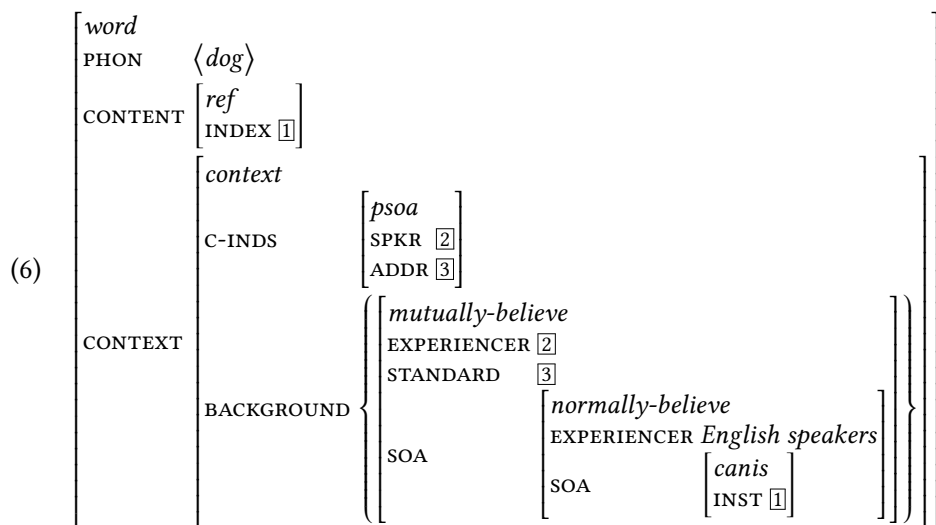 word
PHON ⟨dog⟩
ref
CONTENT
INDEX 1
context
psoa
C-INDS SPKR 2
ADDR 3
(6)
mutually-believe
CONTEXT EXPERIENCER 2
STANDARD 3
normally-believe
BACKGROUND
EXPERIENCER English speakers
SOA canis
SOA
INST 1